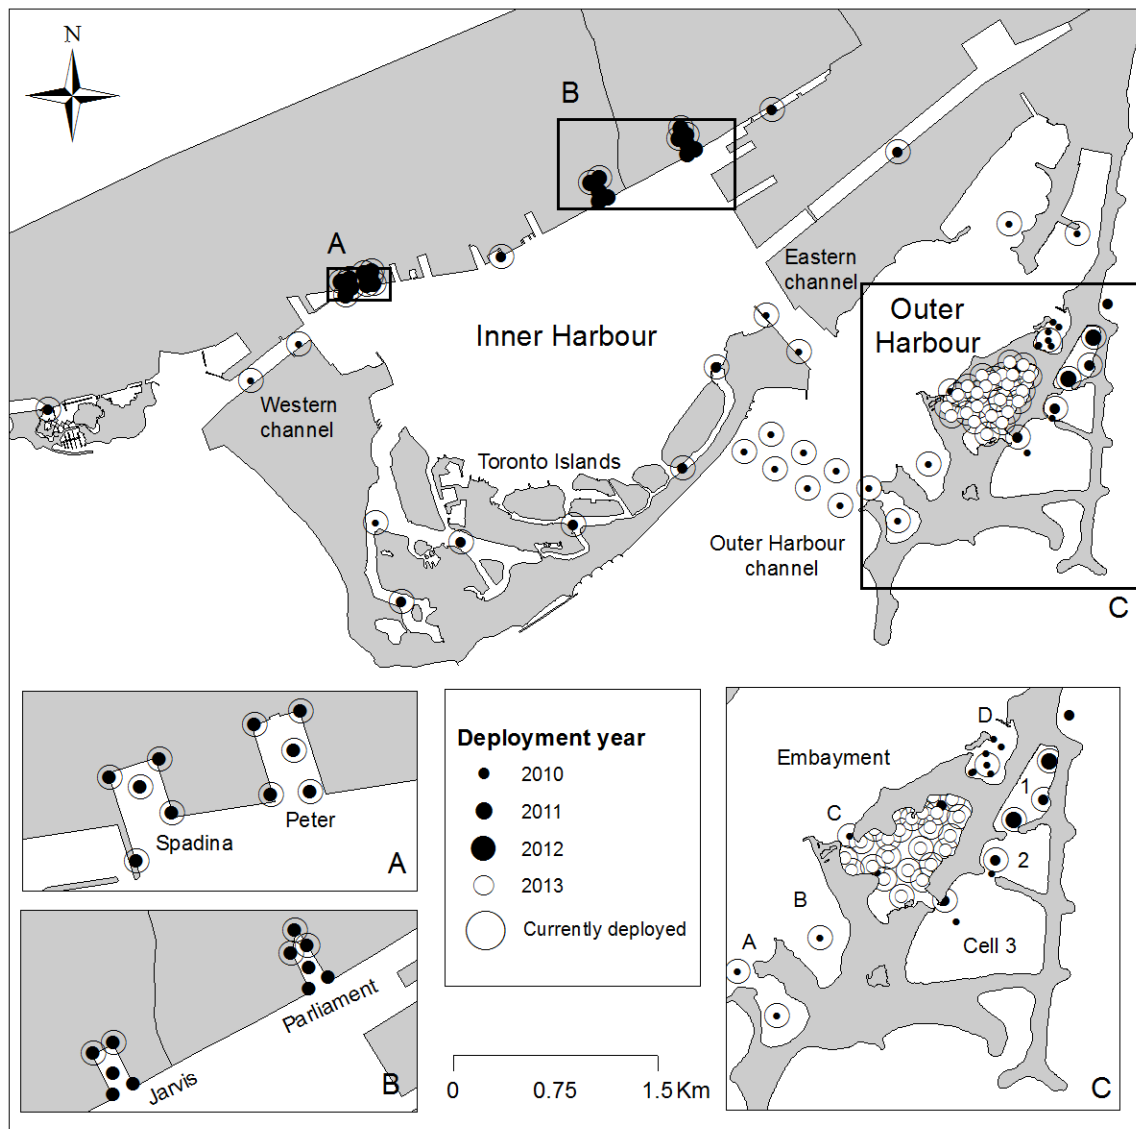 N
B
A
Eastern
channel
Outer
Harbour
Inner Harbour
Western
channel
Toronto Islands
Outer Harbour
channel
C
Spadina
Peter
A
Parliament
Jarvis
B
Deployment year
2010
2011
2012
2013
Currently deployed
0
0.75
1.5 Km
D
Embayment
1
C
2
B
A
Cell 3
C